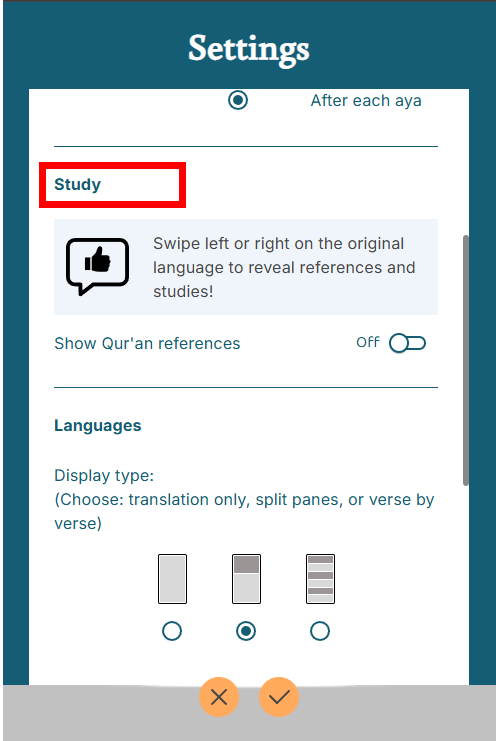 Settings
After each aya
Study
Swipe left or right on the original
language to reveal references and
studies!
Show Qur'an references
Off
Languages
Display type:
(Choose: translation only, split panes, or verse by
verse)